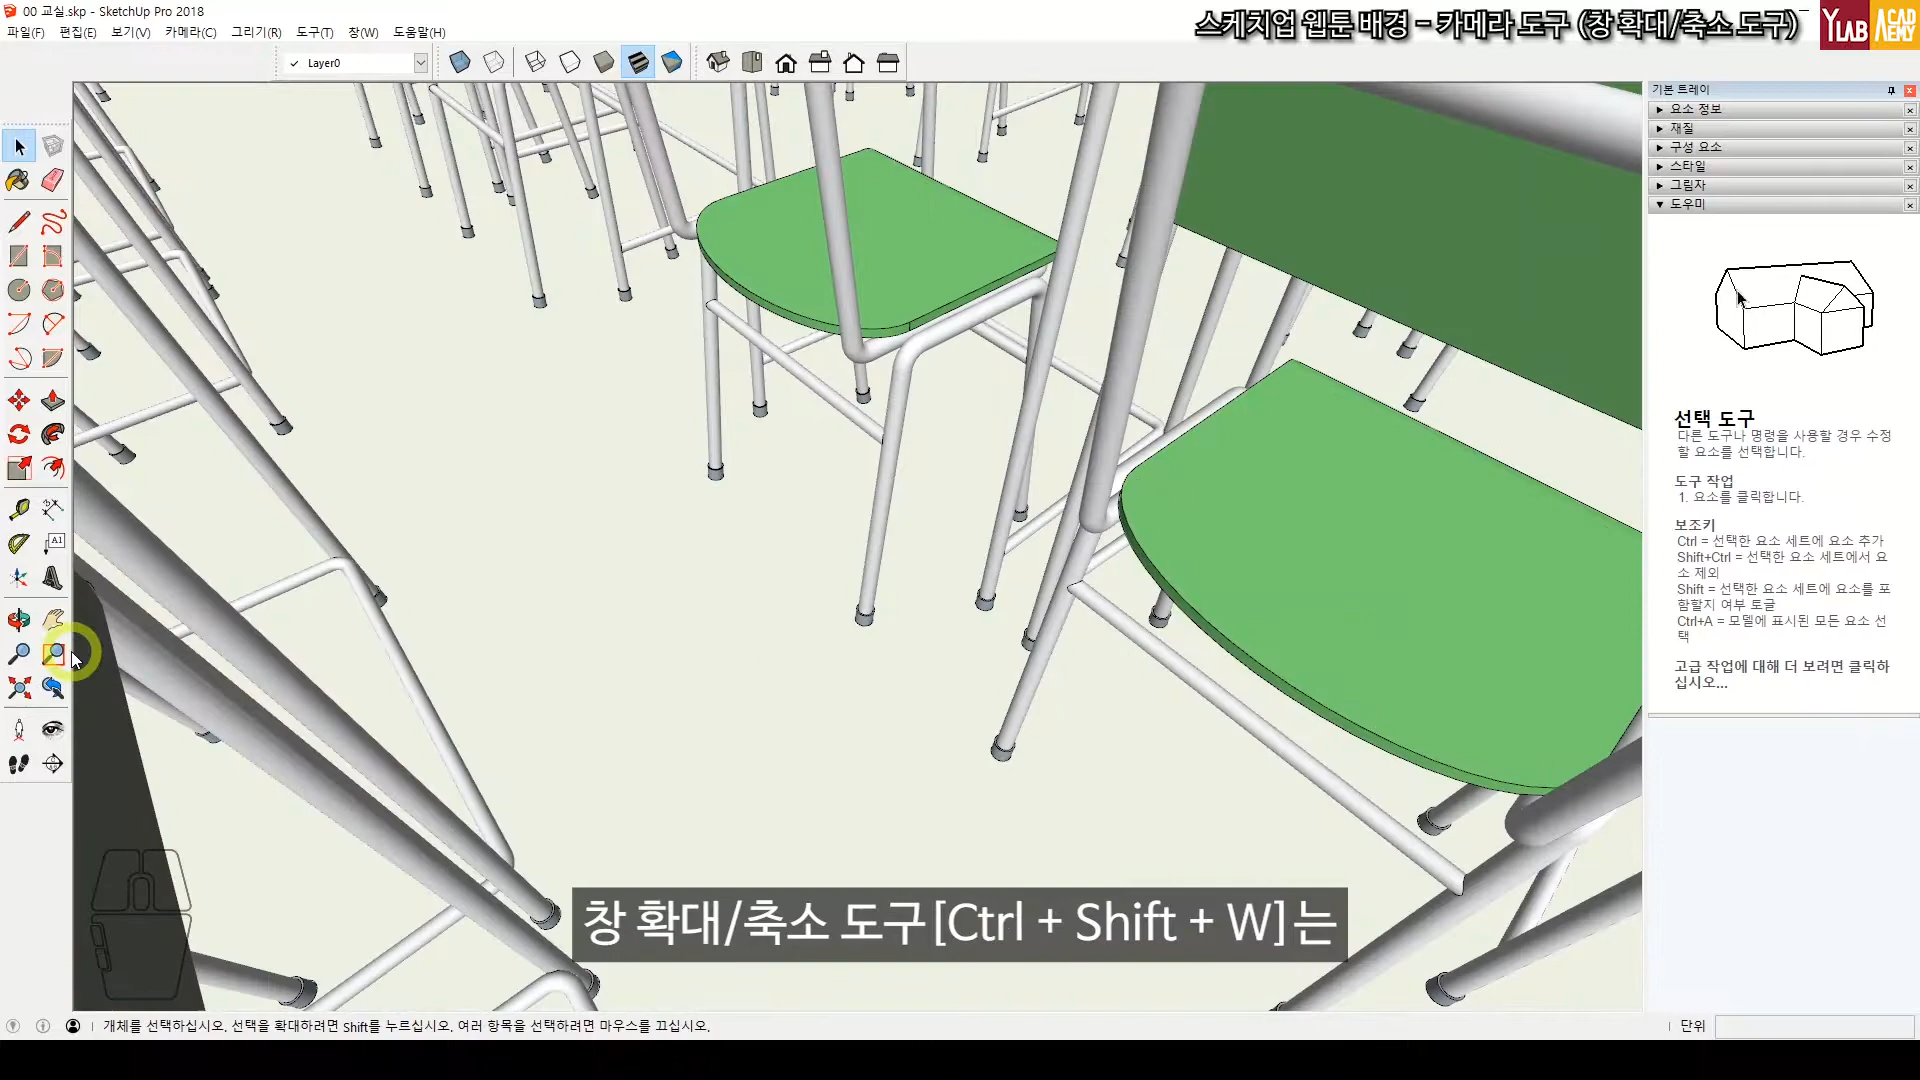 00 교실.skp - SketchUp Pro 2018
스케치업 웹툰 배경 - 카메라 도구 (창 확대/축소 도구)
YLAB ACADEMY
파일(F) 편집(E) 보기(V) 카메라(C) 그리기(R) 도구(T) 창(W) 도움말(H)
Layer0
기본 트레이
요소 정보
재질
구성 요소
스타일
그림자
도우미
A1
선택 도구
다른 도구나 명령을 사용할 경우 수정
할 요소를 선택합니다.
도구 작업
1. 요소를 클릭합니다.
보조키
Ctrl = 선택한 요소 세트에 요소 추가
Shift+Ctrl = 선택한 요소 세트에서 요
소 제외
Shift = 선택한 요소 세트에 요소를 포
함할지 여부 토글
Ctrl+A = 모델에 표시된 모든 요소 선
택
고급 작업에 대해 더 보려면 클릭하
십시오...
창 확대/축소 도구[Ctrl + Shift + W]는
개체를 선택하십시오. 선택을 확대하려면 Shift를 누르십시오. 여러 항목을 선택하려면 마우스를 끄십시오.
단위